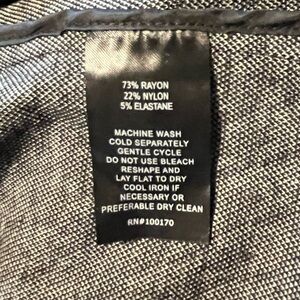 73% RAYON
22% NYLON
5% ELASTANE
MACHINE WASH
COLD SEPARATELY
GENTLE CYCLE
DO NOT USE BLEACH
RESHAPE AND
LAY FLAT TO DRY
COOL IRON IF
NECESSARY OR
PREFERABLE DRY CLEAN
RN#100170